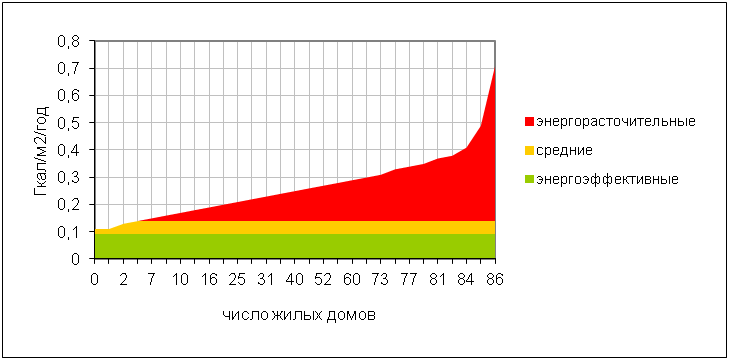 0,8
0,7
0,6
0,5
0,4
0,3
0,2
0,1
0
Гкал/м2/год
0 2 7 10 16 25 31 40 52 60 73 77 81 84 86
число жилых домов
энергорасточительные
средние
энергоэффективные